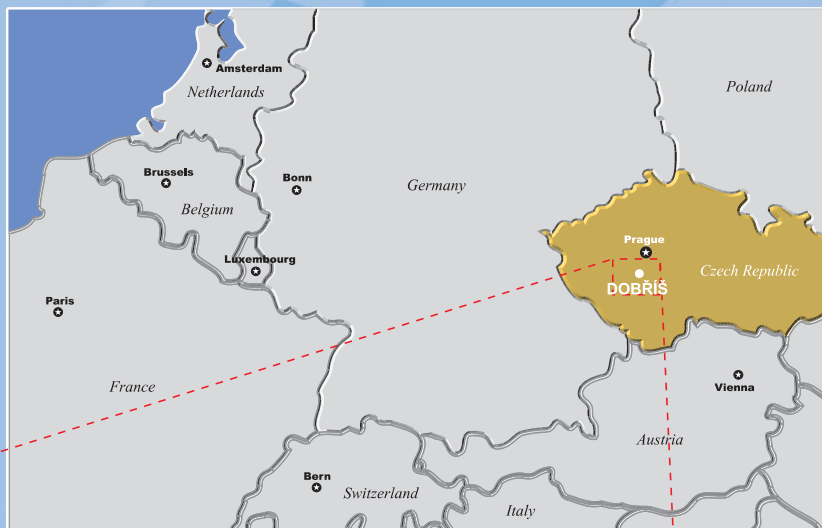 Amsterdam
Netherlands
Poland
Brussels
Bonn
Germany
Belgium
Prague
Luxembourg
Czech Republic
DOBŘÍŠ
Paris
France
Vienna
Austria
Bern
Switzerland
Italy